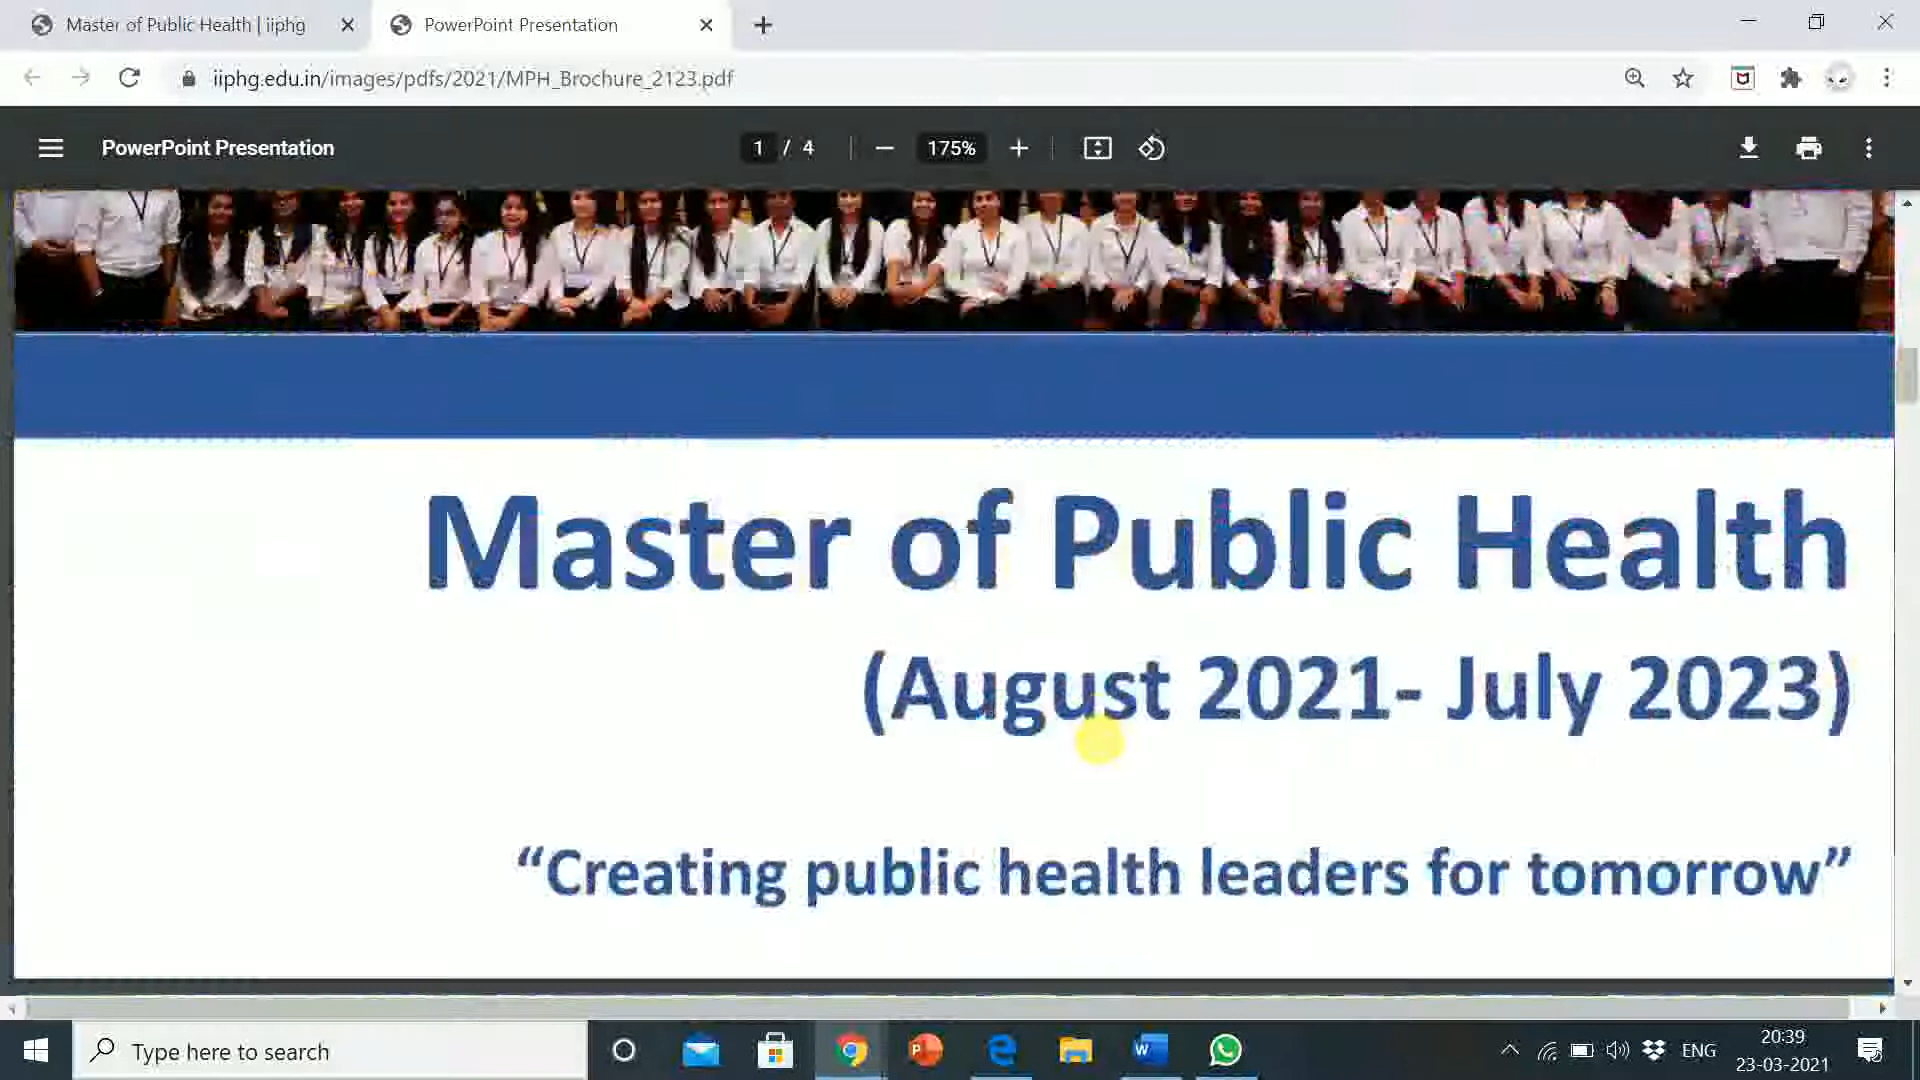 Master of Public Health | iiphg
PowerPoint Presentation
iiphg.edu.in/images/pdfs/2021/MPH_Brochure_2123.pdf
PowerPoint Presentation
1 / 4
175%
Master of Public Health
(August 2021- July 2023)
“Creating public health leaders for tomorrow”
Type here to search
ENG
20:39
23-03-2021